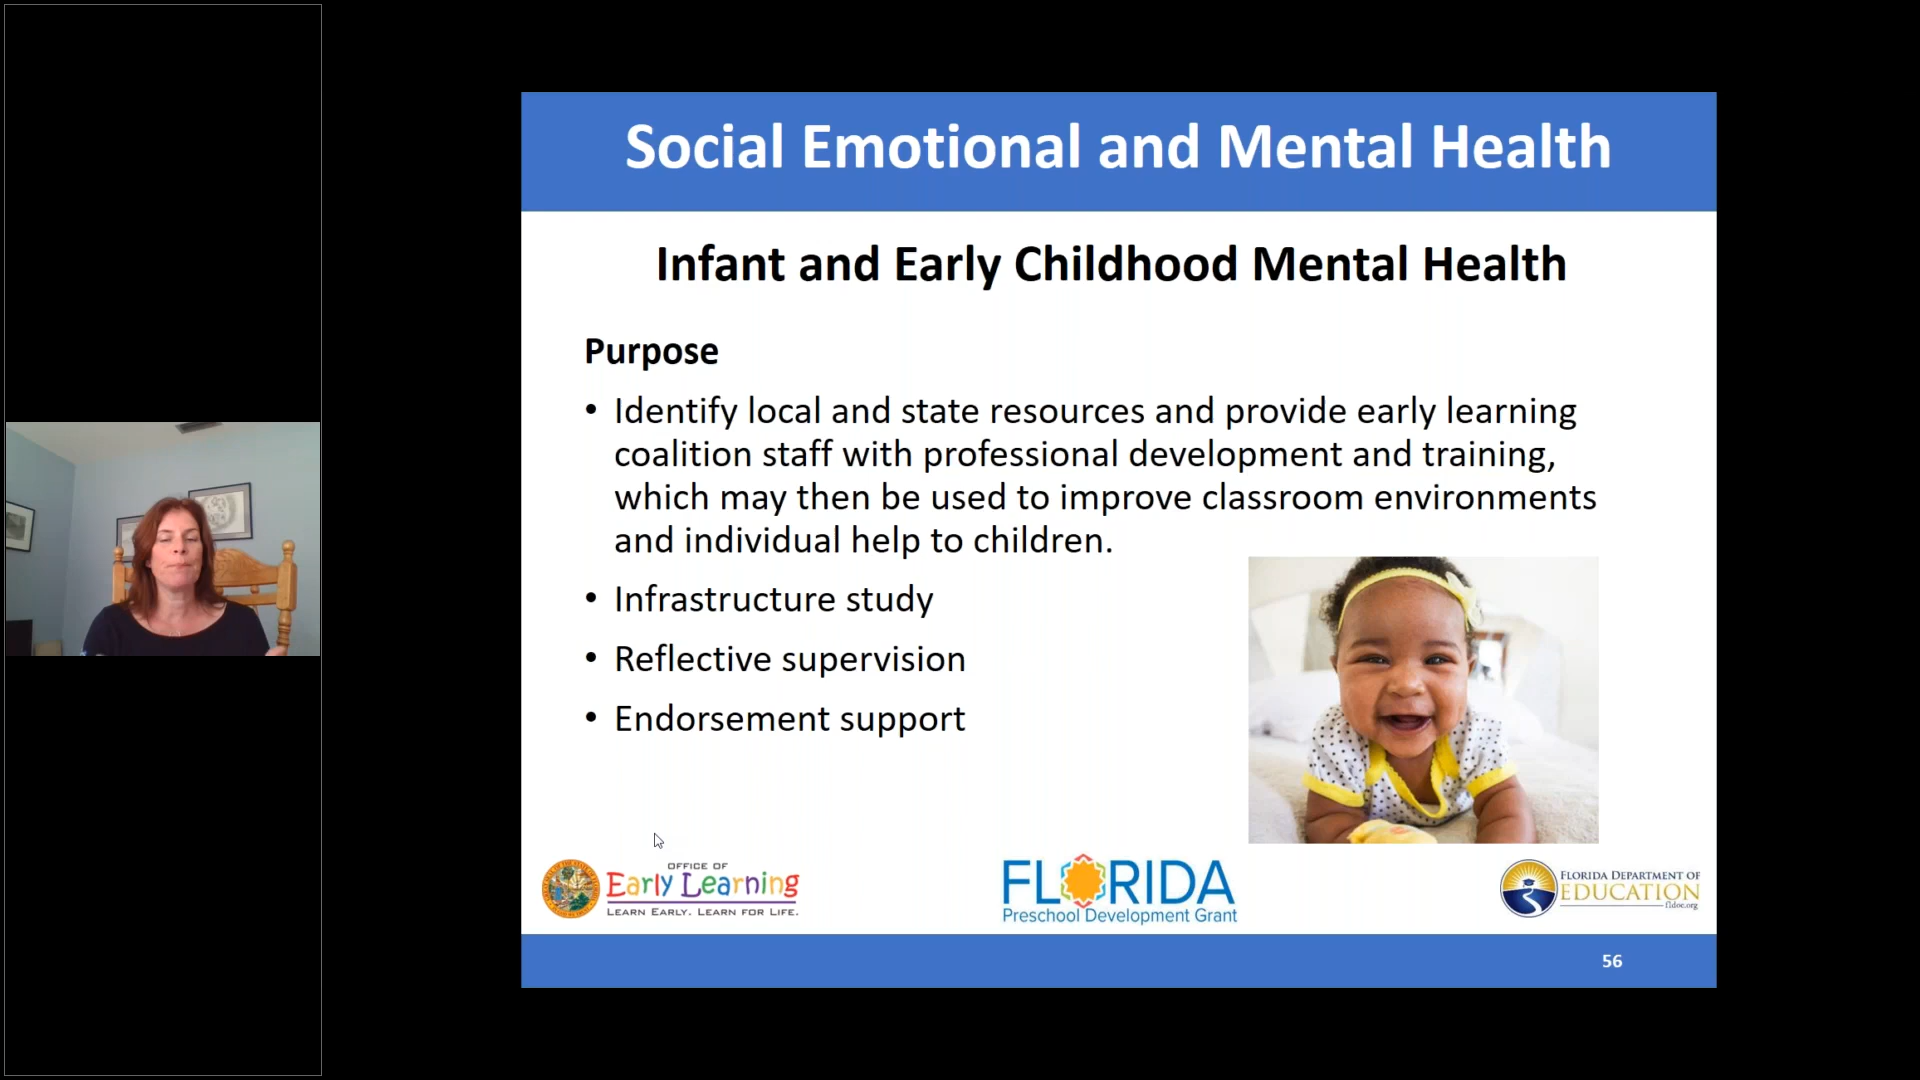 Social Emotional and Mental Health
Infant and Early Childhood Mental Health
Purpose
• Identify local and state resources and provide early learning
coalition staff with professional development and training,
which may then be used to improve classroom environments
and individual help to children.
• Infrastructure study
• Reflective supervision
• Endorsement support
OFFICE OF
Early Learning
LEARN EARLY. LEARN FOR LIFE.
FLORIDA
Preschool Development Grant
FLORIDA DEPARTMENT OF
EDUCATION
fldoe.org
56